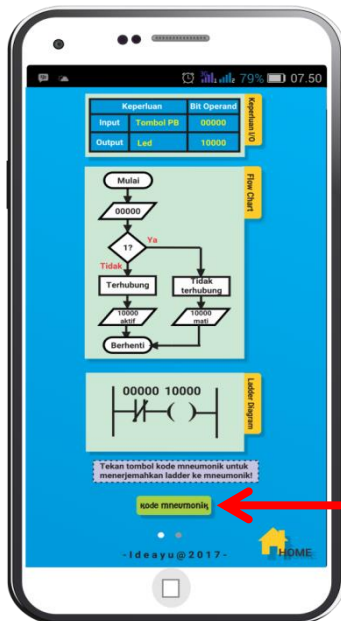 79% 07.50
Keperluan Bit Operand
Input Tombol PB 00000
Output Led 10000
Keperluan I/O
Mulai
00000
1?
Ya
Tidak
Terhubung
Tidak
terhubung
10000
aktif
10000
mati
Berhenti
Flow Chart
00000 10000
Ladder Diagram
Tekan tombol kode mneumonik untuk
menerjemahkan ladder ke mneumonik!
kode mneumonik
-Ideayu@2017-
HOME